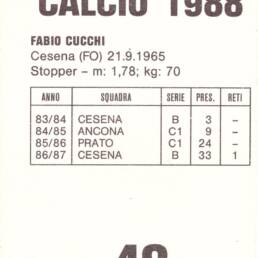 CALCIO 1988
FABIO CUCCHI
Cesena (FO) 21.9.1965
Stopper - m: 1,78; kg: 70
ANNO SQUADRA SERIE PRES. RETI
83/84 CESENA B 3 –
84/85 ANCONA C1 9 –
85/86 PRATO C1 24 –
86/87 CESENA B 33 1